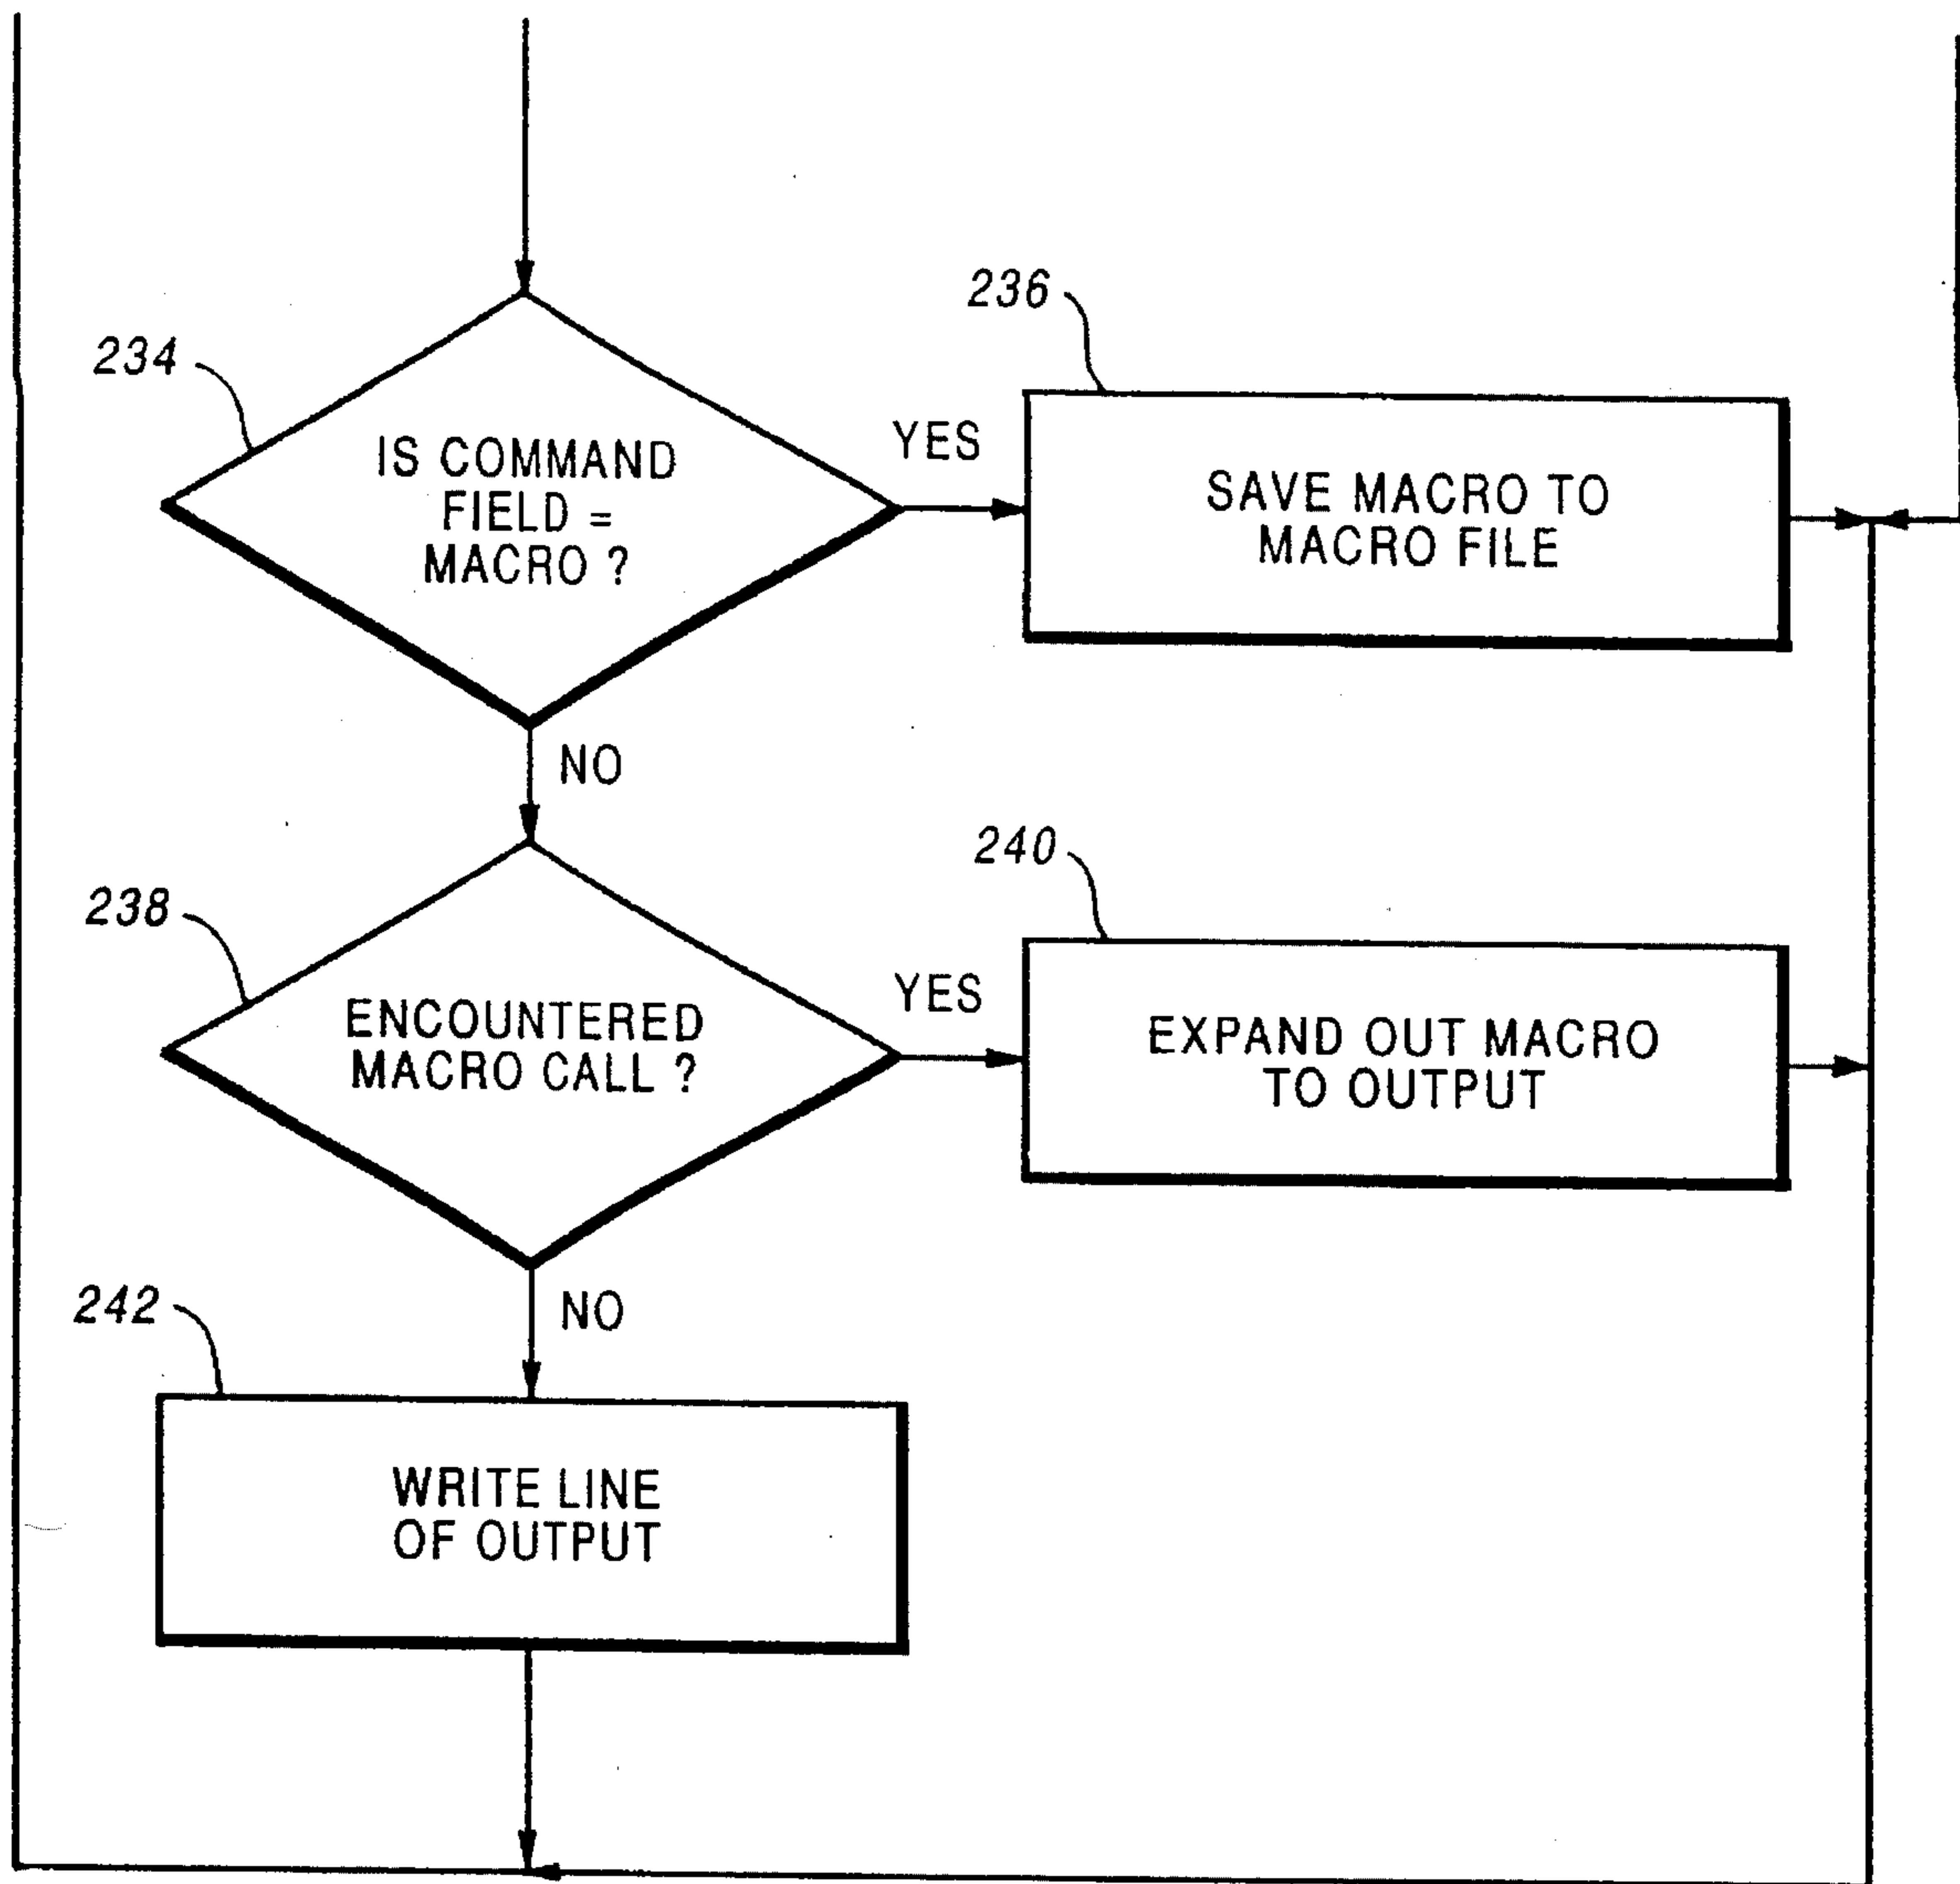 236
234
IS COMMAND
FIELD =
MACRO ?
YES
SAVE MACRO TO
MACRO FILE
NO
240
238
ENCOUNTERED
MACRO CALL ?
YES
EXPAND OUT MACRO
TO OUTPUT
NO
242
WRITE LINE
OF OUTPUT